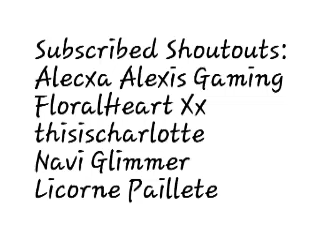 Subscribed Shoutouts:
Alecxa Alexis Gaming
FloralHeart Xx
thisischarlotte
Navi Glimmer
Licorne Paillete